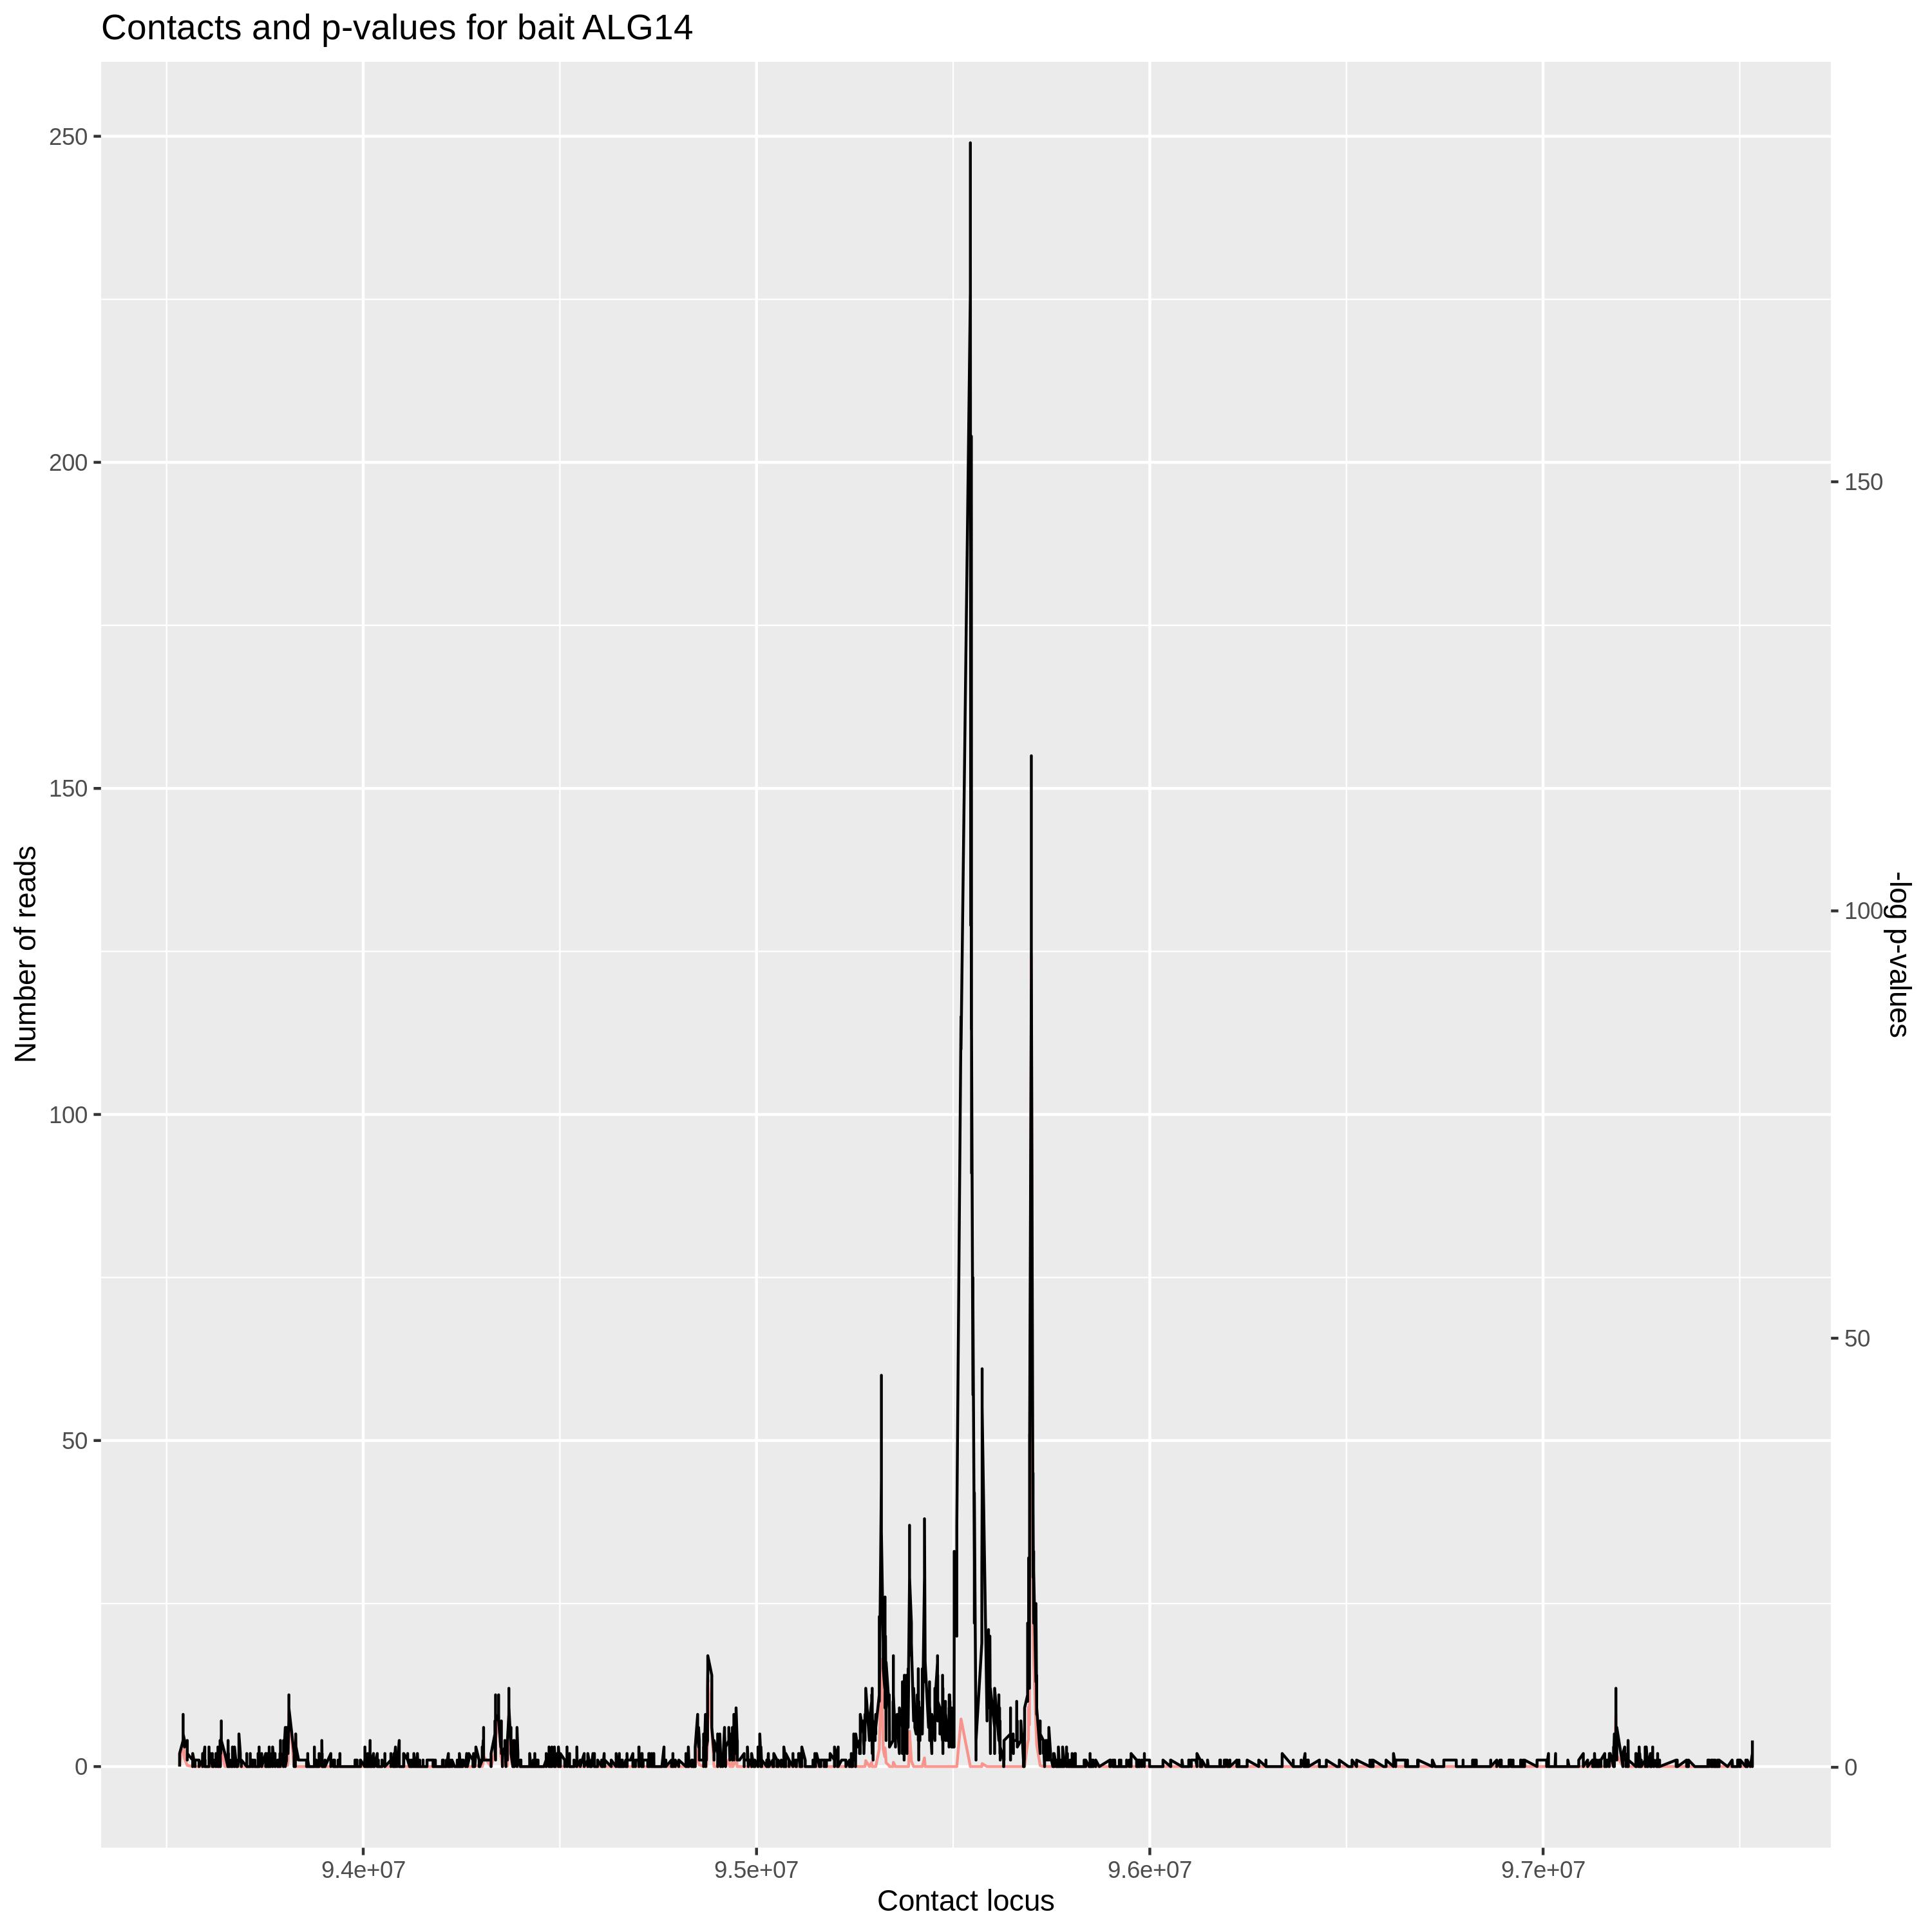 Contacts and p-values for bait ALG14
250
200
150
100
50
0
Number of reads
150
100
50
0
-log p-values
9.4e+07 9.5e+07 9.6e+07 9.7e+07
Contact locus